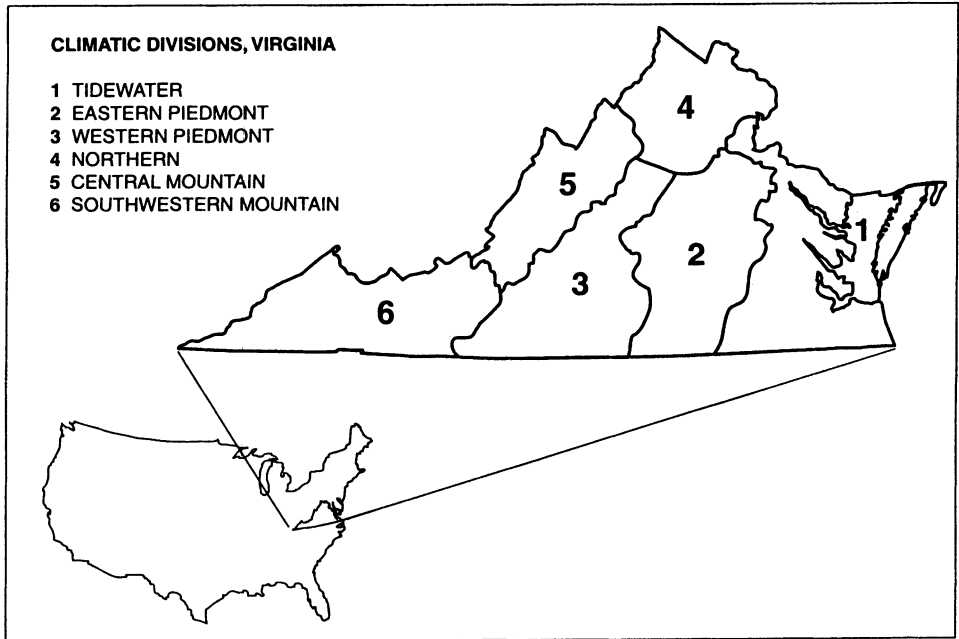 CLIMATIC DIVISIONS, VIRGINIA
1 TIDEWATER
2 EASTERN PIEDMONT
3 WESTERN PIEDMONT
4 NORTHERN
5 CENTRAL MOUNTAIN
6 SOUTHWESTERN MOUNTAIN
4
5
1
2
3
6